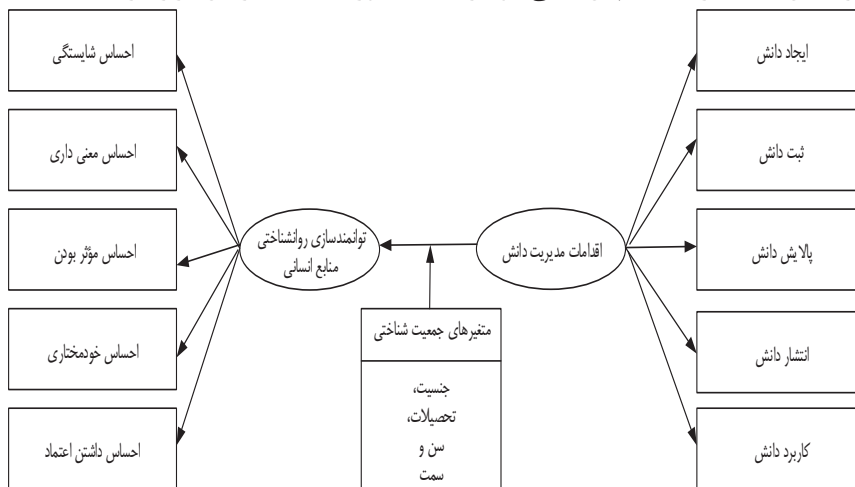 ایجاد دانش
ثبت دانش
پالایش دانش
انتشار دانش
کاربرد دانش
اقدامات مدیریت دانش
متغیرهای جمعیت شناختی
جنسیت،
تحصیلات،
سن و
سمت
توانمندسازی روانشناختی
منابع انسانی
احساس شایستگی
احساس معنی داری
احساس مؤثر بودن
احساس خودمختاری
احساس داشتن اعتماد